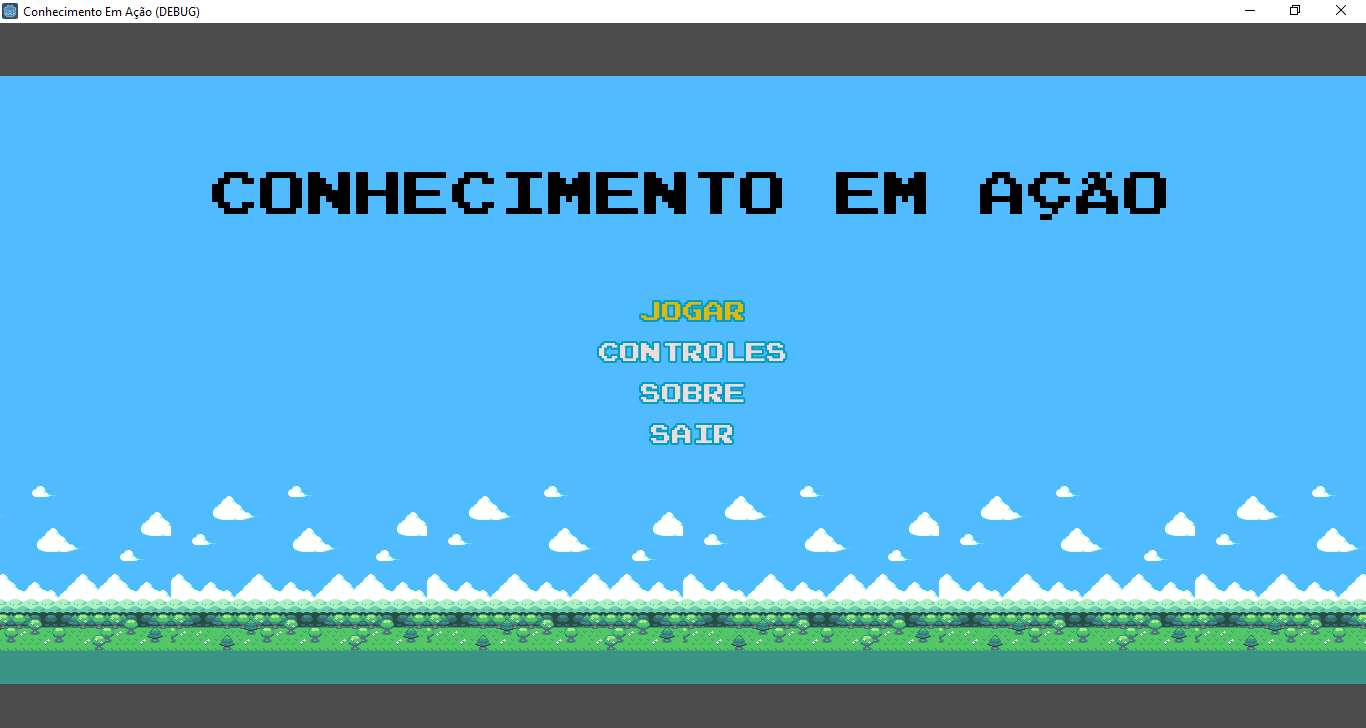 Conhecimento Em Ação (DEBUG)
CONHECIMENTO EM AÇÃO
JOGAR
CONTROLES
SOBRE
SAIR